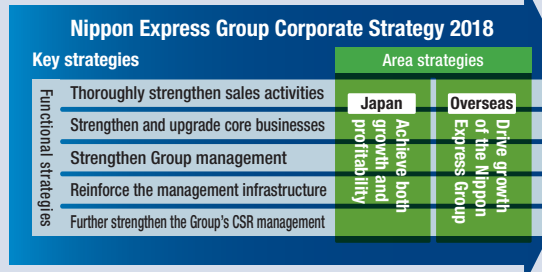 Nippon Express Group Corporate Strategy 2018
Key strategies
Area strategies
Functional strategies
Thoroughly strengthen sales activities
Strengthen and upgrade core businesses
Strengthen Group management
Reinforce the management infrastructure
Further strengthen the Group's CSR management
Japan
Achieve both
growth and
profitability
Overseas
Drive growth
of the Nippon
Express Group